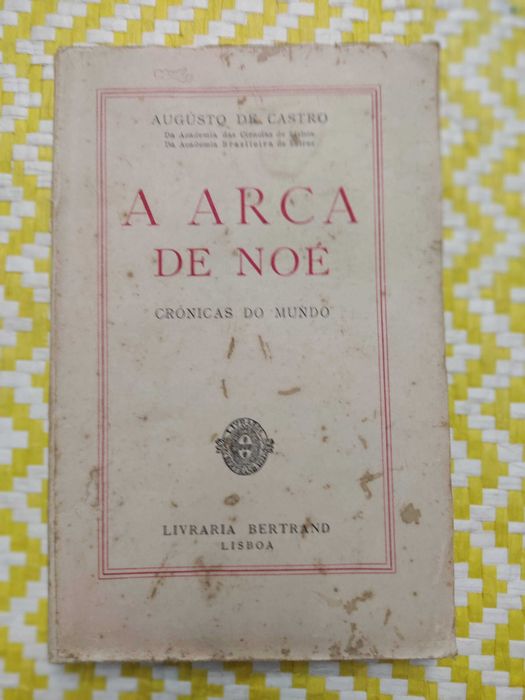 AUGUSTO DE CASTRO
Da Academia das Ciências de Lisboa
Da Academia Brasileira de Letras
A ARCA
DE NOÉ
CRÓNICAS DO MUNDO
LIVRARIA BERTRAND
LISBOA